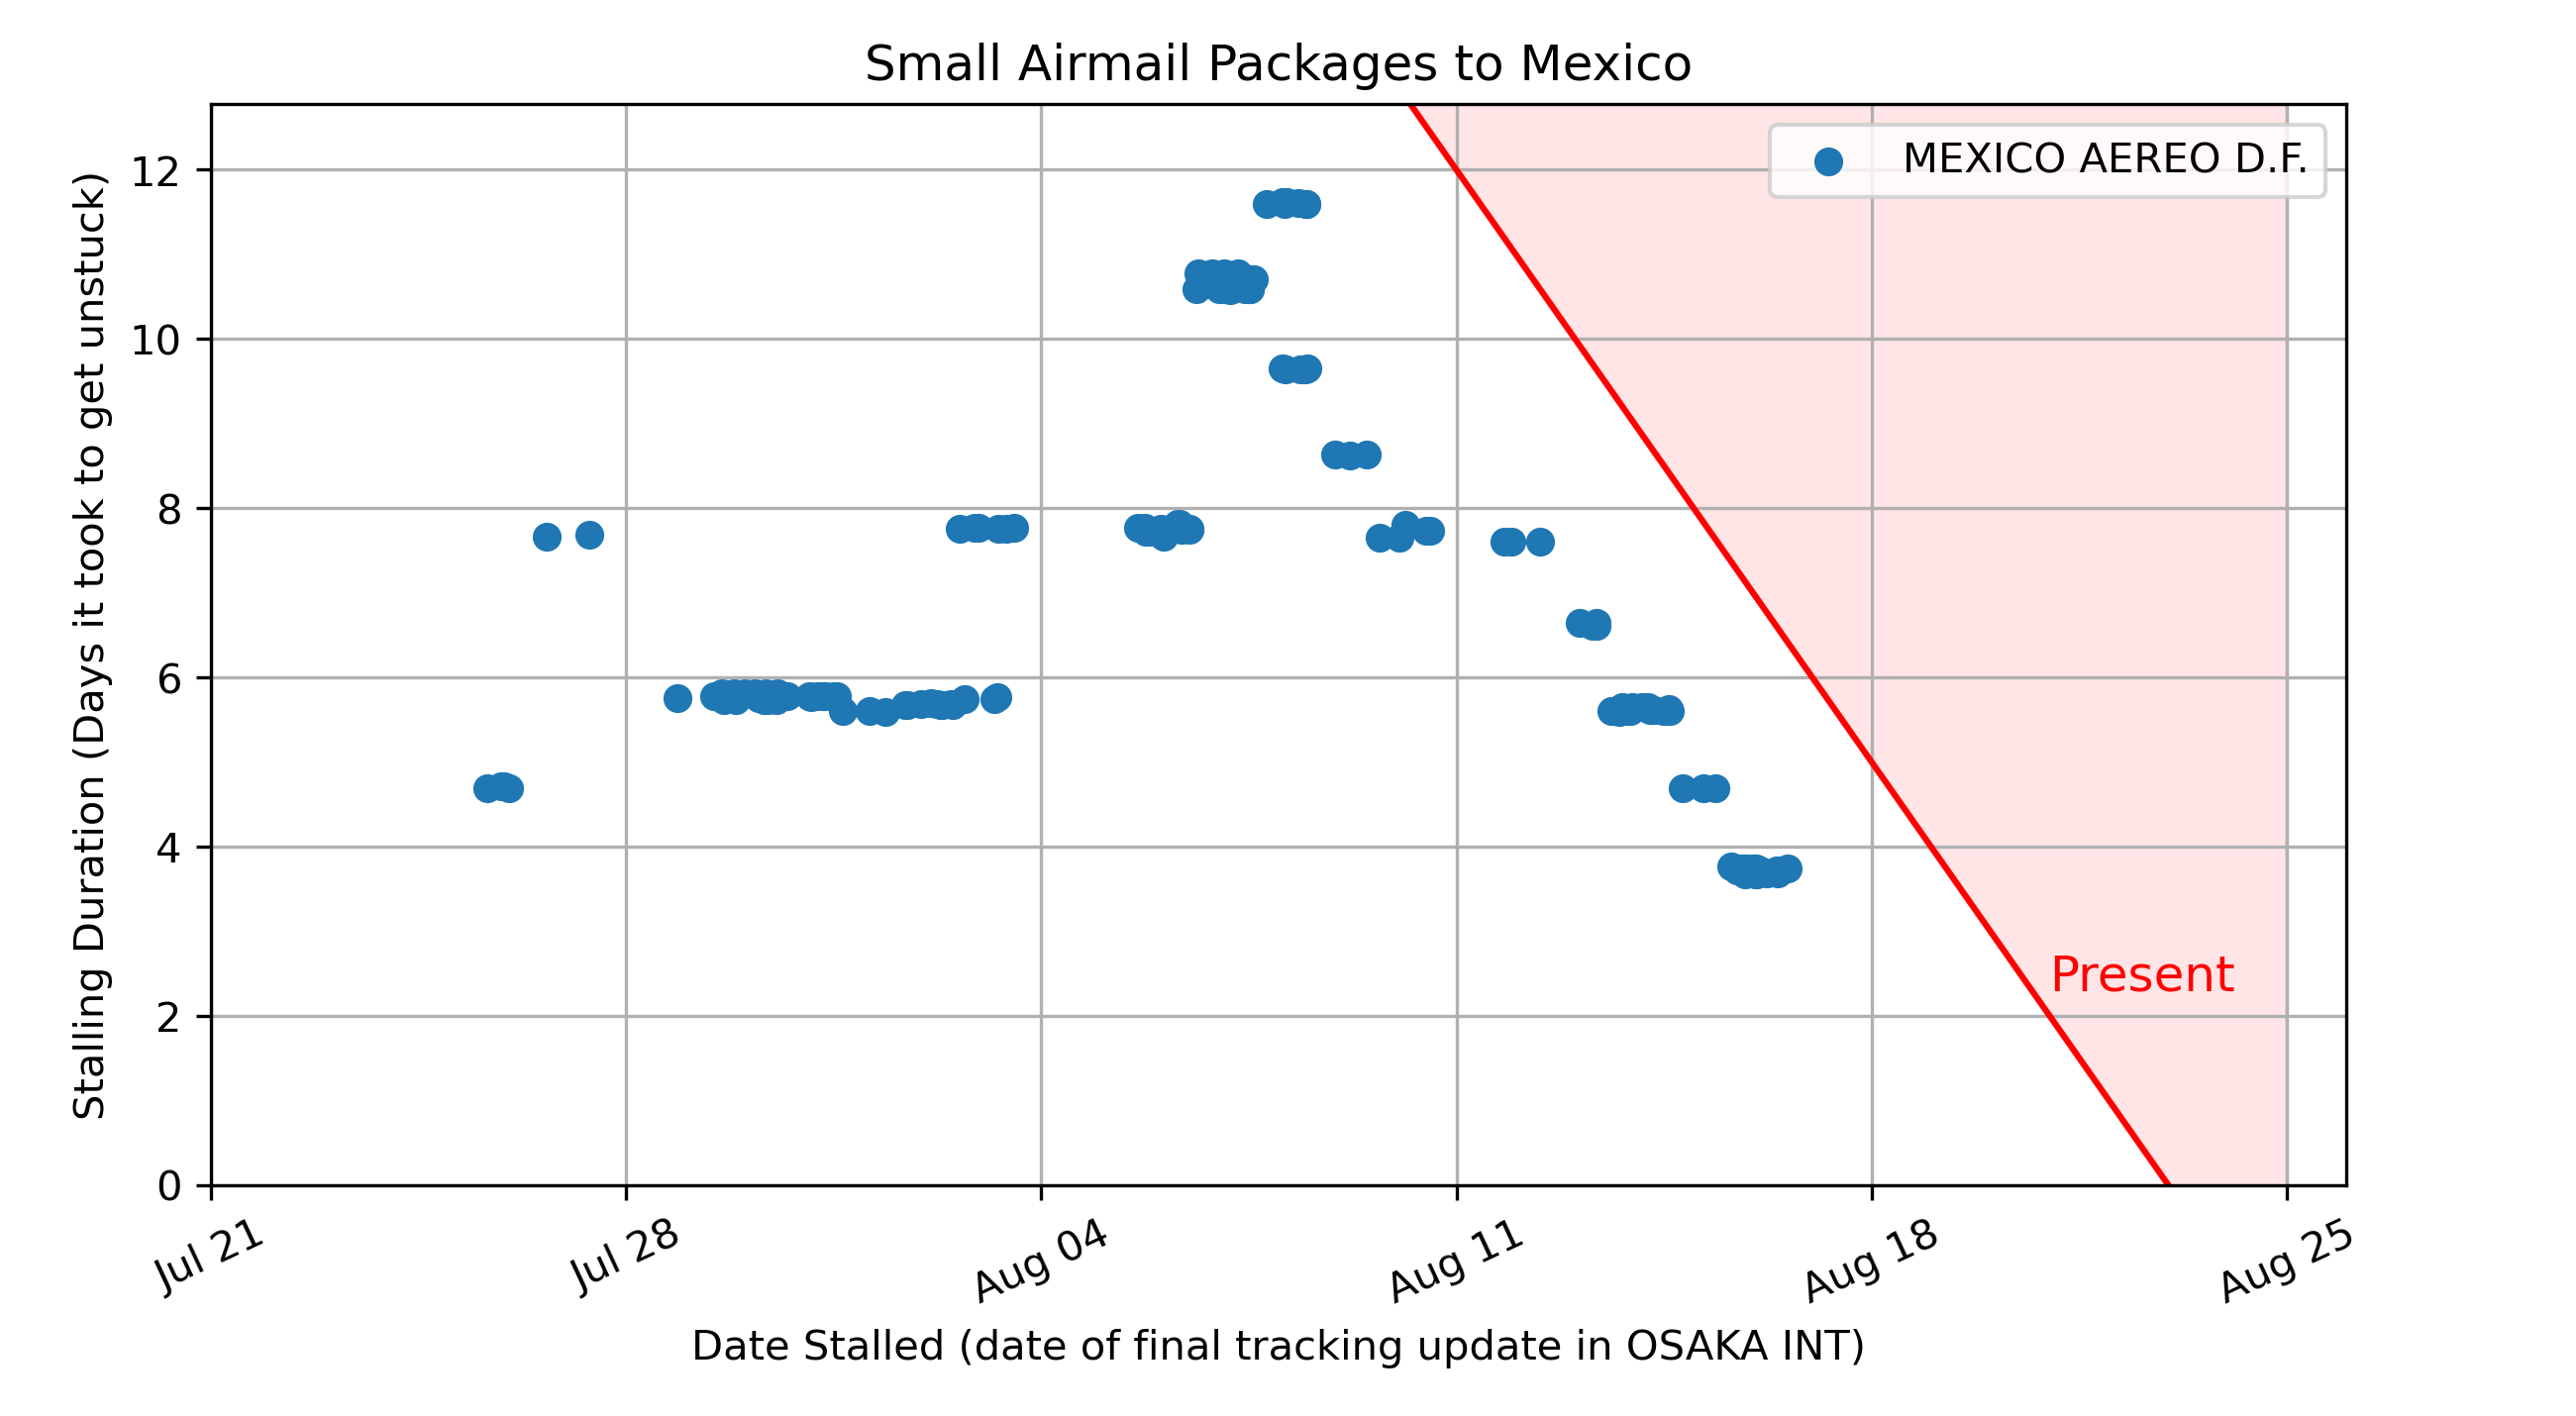 Small Airmail Packages to Mexico
Stalling Duration (Days it took to get unstuck)
12
10
8
6
4
2
0
MEXICO AEREO D.F.
Present
Jul 21
Jul 28
Aug 04
Aug 11
Aug 18
Aug 25
Date Stalled (date of final tracking update in OSAKA INT)